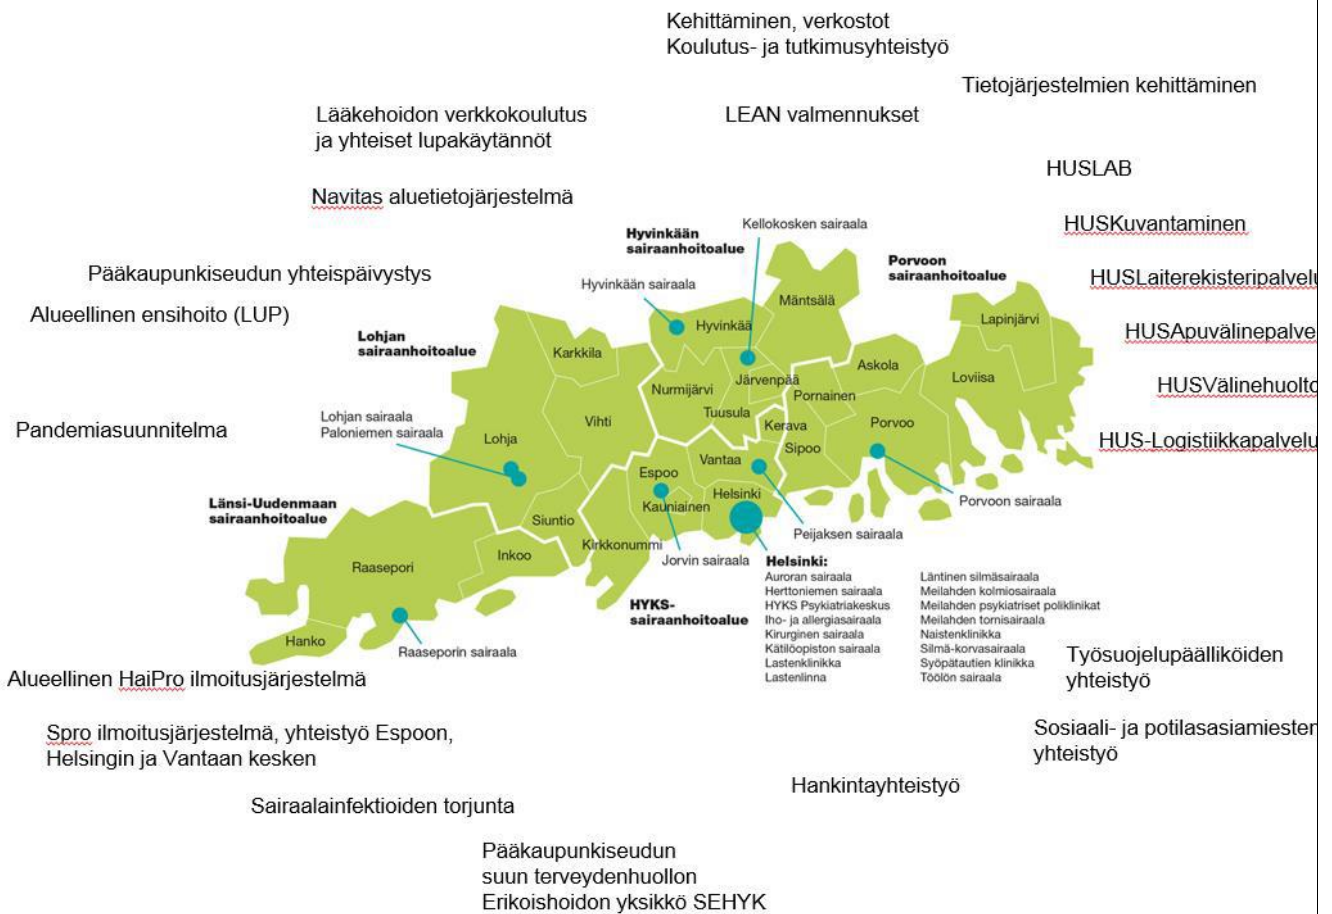 Kehittäminen, verkostot
Koulutus- ja tutkimusyhteistyö
Tietojärjestelmien kehittäminen
Lääkehoidon verkkokoulutus
ja yhteiset lupakäytännöt
LEAN valmennukset
HUSLAB
Navitas aluetietojärjestelmä
HUSKuvantaminen
Hyvinkään
sairaanhoitoalue
Kellokosken sairaala
Porvoon
sairaanhoitoalue
Pääkaupunkiseudun yhteispäivystys
Hyvinkään sairaala
HUSLaiterekisteripalvelu
Alueellinen ensihoito (LUP)
Mäntsälä
Lapinjärvi
Hyvinkää
HUSApuvälinepalve
Lohjan
sairaanhoitoalue
Karkkila
Askola
Loviisa
Järvenpää
Nurmijärvi
Pornainen
HUSVälinehuolto
Tuusula
Lohjan sairaala
Paloniemen sairaala
Vihti
Kerava
Porvoo
Pandemiasuunnitelma
Lohja
Sipoo
HUS-Logistiikkapalvelu
Vantaa
Espoo
Helsinki
Kauniainen
Porvoon sairaala
Länsi-Uudenmaan
sairaanhoitoalue
Siuntio
Peijaksen sairaala
Kirkkonummi
Inkoo
Jorvin sairaala
Raasepori
Helsinki:
Auroran sairaala
Herttoniemen sairaala
HYKS Psykiatriakeskus
Iho- ja allergiasairaala
Kirurginen sairaala
Kätilöopiston sairaala
Lastenklinikka
Lastenlinna
Läntinen silmäsairaala
Meilahden kolmiosairaala
Meilahden psykiatriset poliklinikat
Meilahden tornisairaala
Naistenklinikka
Silmä-korvasairaala
Syöpätautien klinikka
Töölön sairaala
HYKS-
sairaanhoitoalue
Hanko
Raaseporin sairaala
Työsuojelupäälliköiden
yhteistyö
Alueellinen HaiPro ilmoitusjärjestelmä
Spro ilmoitusjärjestelmä, yhteistyö Espoon,
Helsingin ja Vantaan kesken
Sosiaali- ja potilasasiamiesten
yhteistyö
Hankintayhteistyö
Sairaalainfektioiden torjunta
Pääkaupunkiseudun
suun terveydenhuollon
Erikoishoidon yksikkö SEHYK